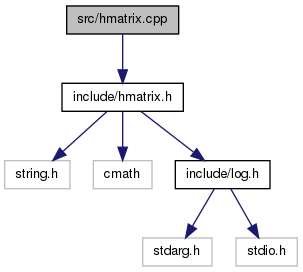 src/hmatrix.cpp
include/hmatrix.h
string.h
cmath
include/log.h
stdarg.h
stdio.h